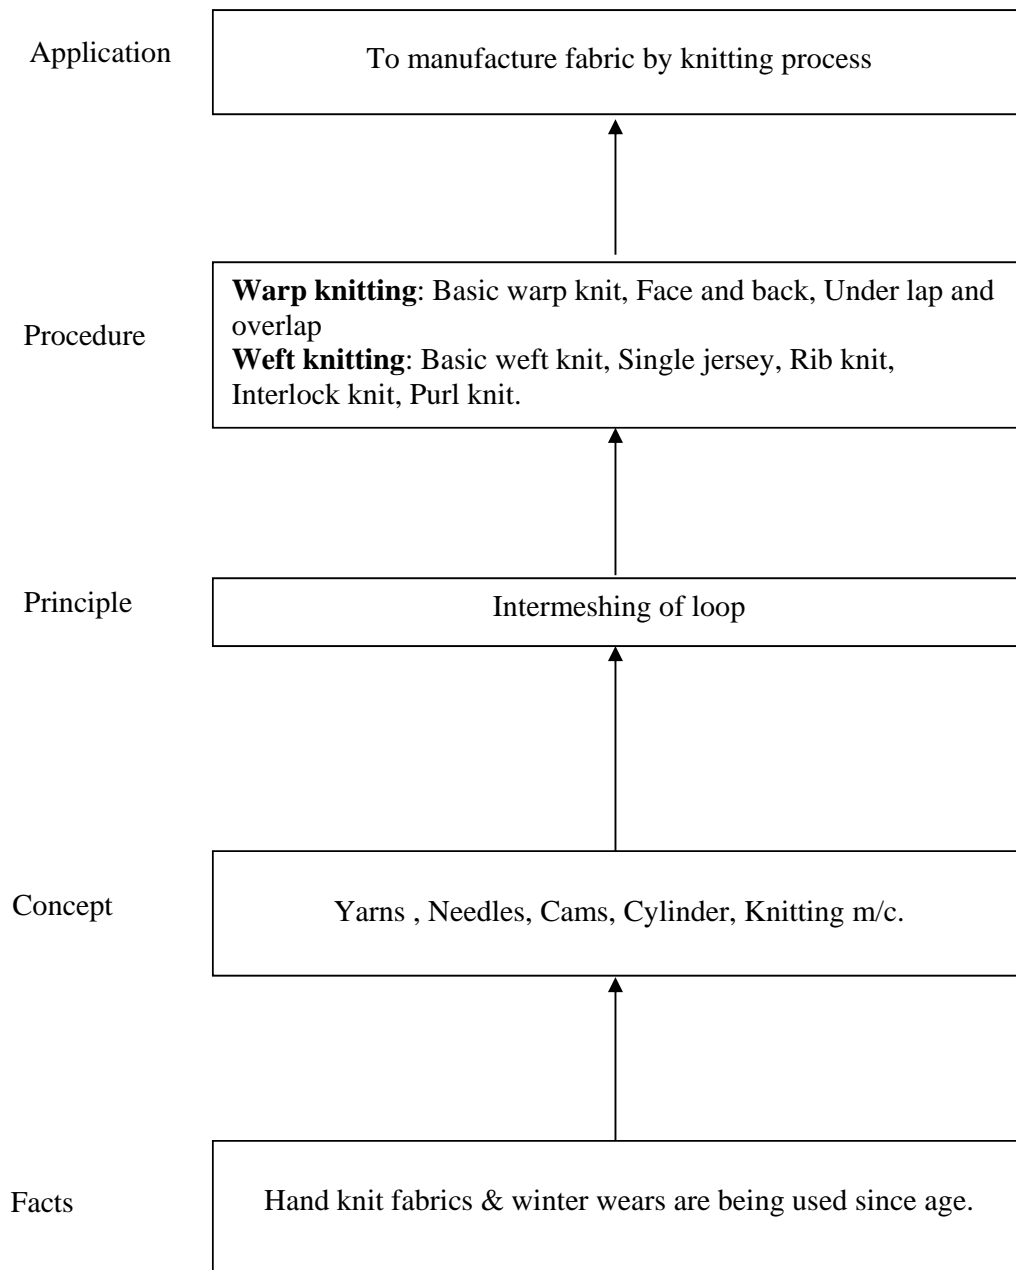 Application
To manufacture fabric by knitting process
Procedure
Warp knitting: Basic warp knit, Face and back, Under lap and
overlap
Weft knitting: Basic weft knit, Single jersey, Rib knit,
Interlock knit, Purl knit.
Principle
Intermeshing of loop
Concept
Yarns , Needles, Cams, Cylinder, Knitting m/c.
Facts
Hand knit fabrics & winter wears are being used since age.